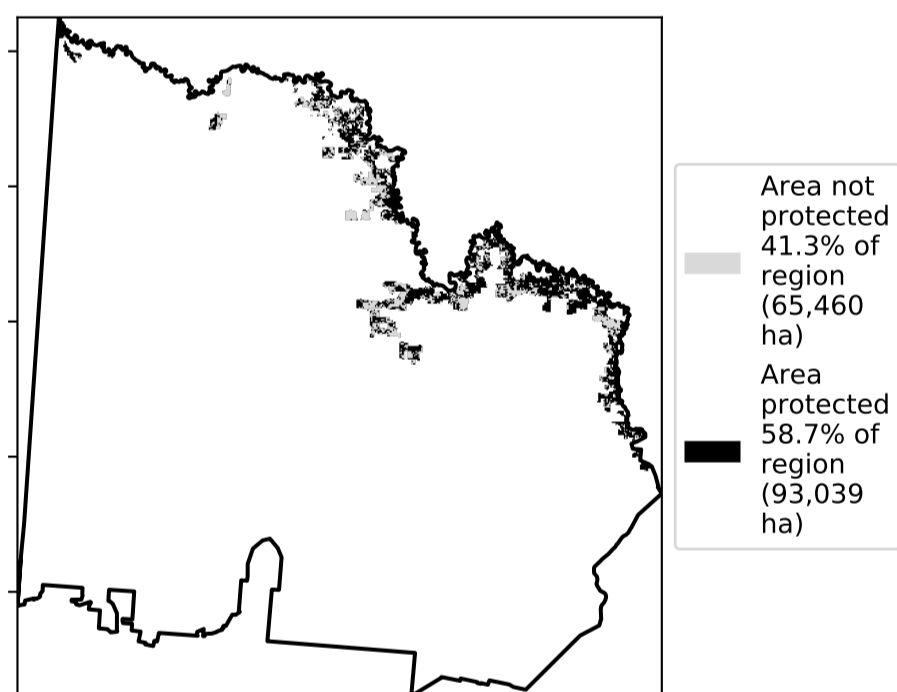 Area not
protected
41.3% of
region
(65,460
ha)
Area
protected
58.7% of
region
(93,039
ha)